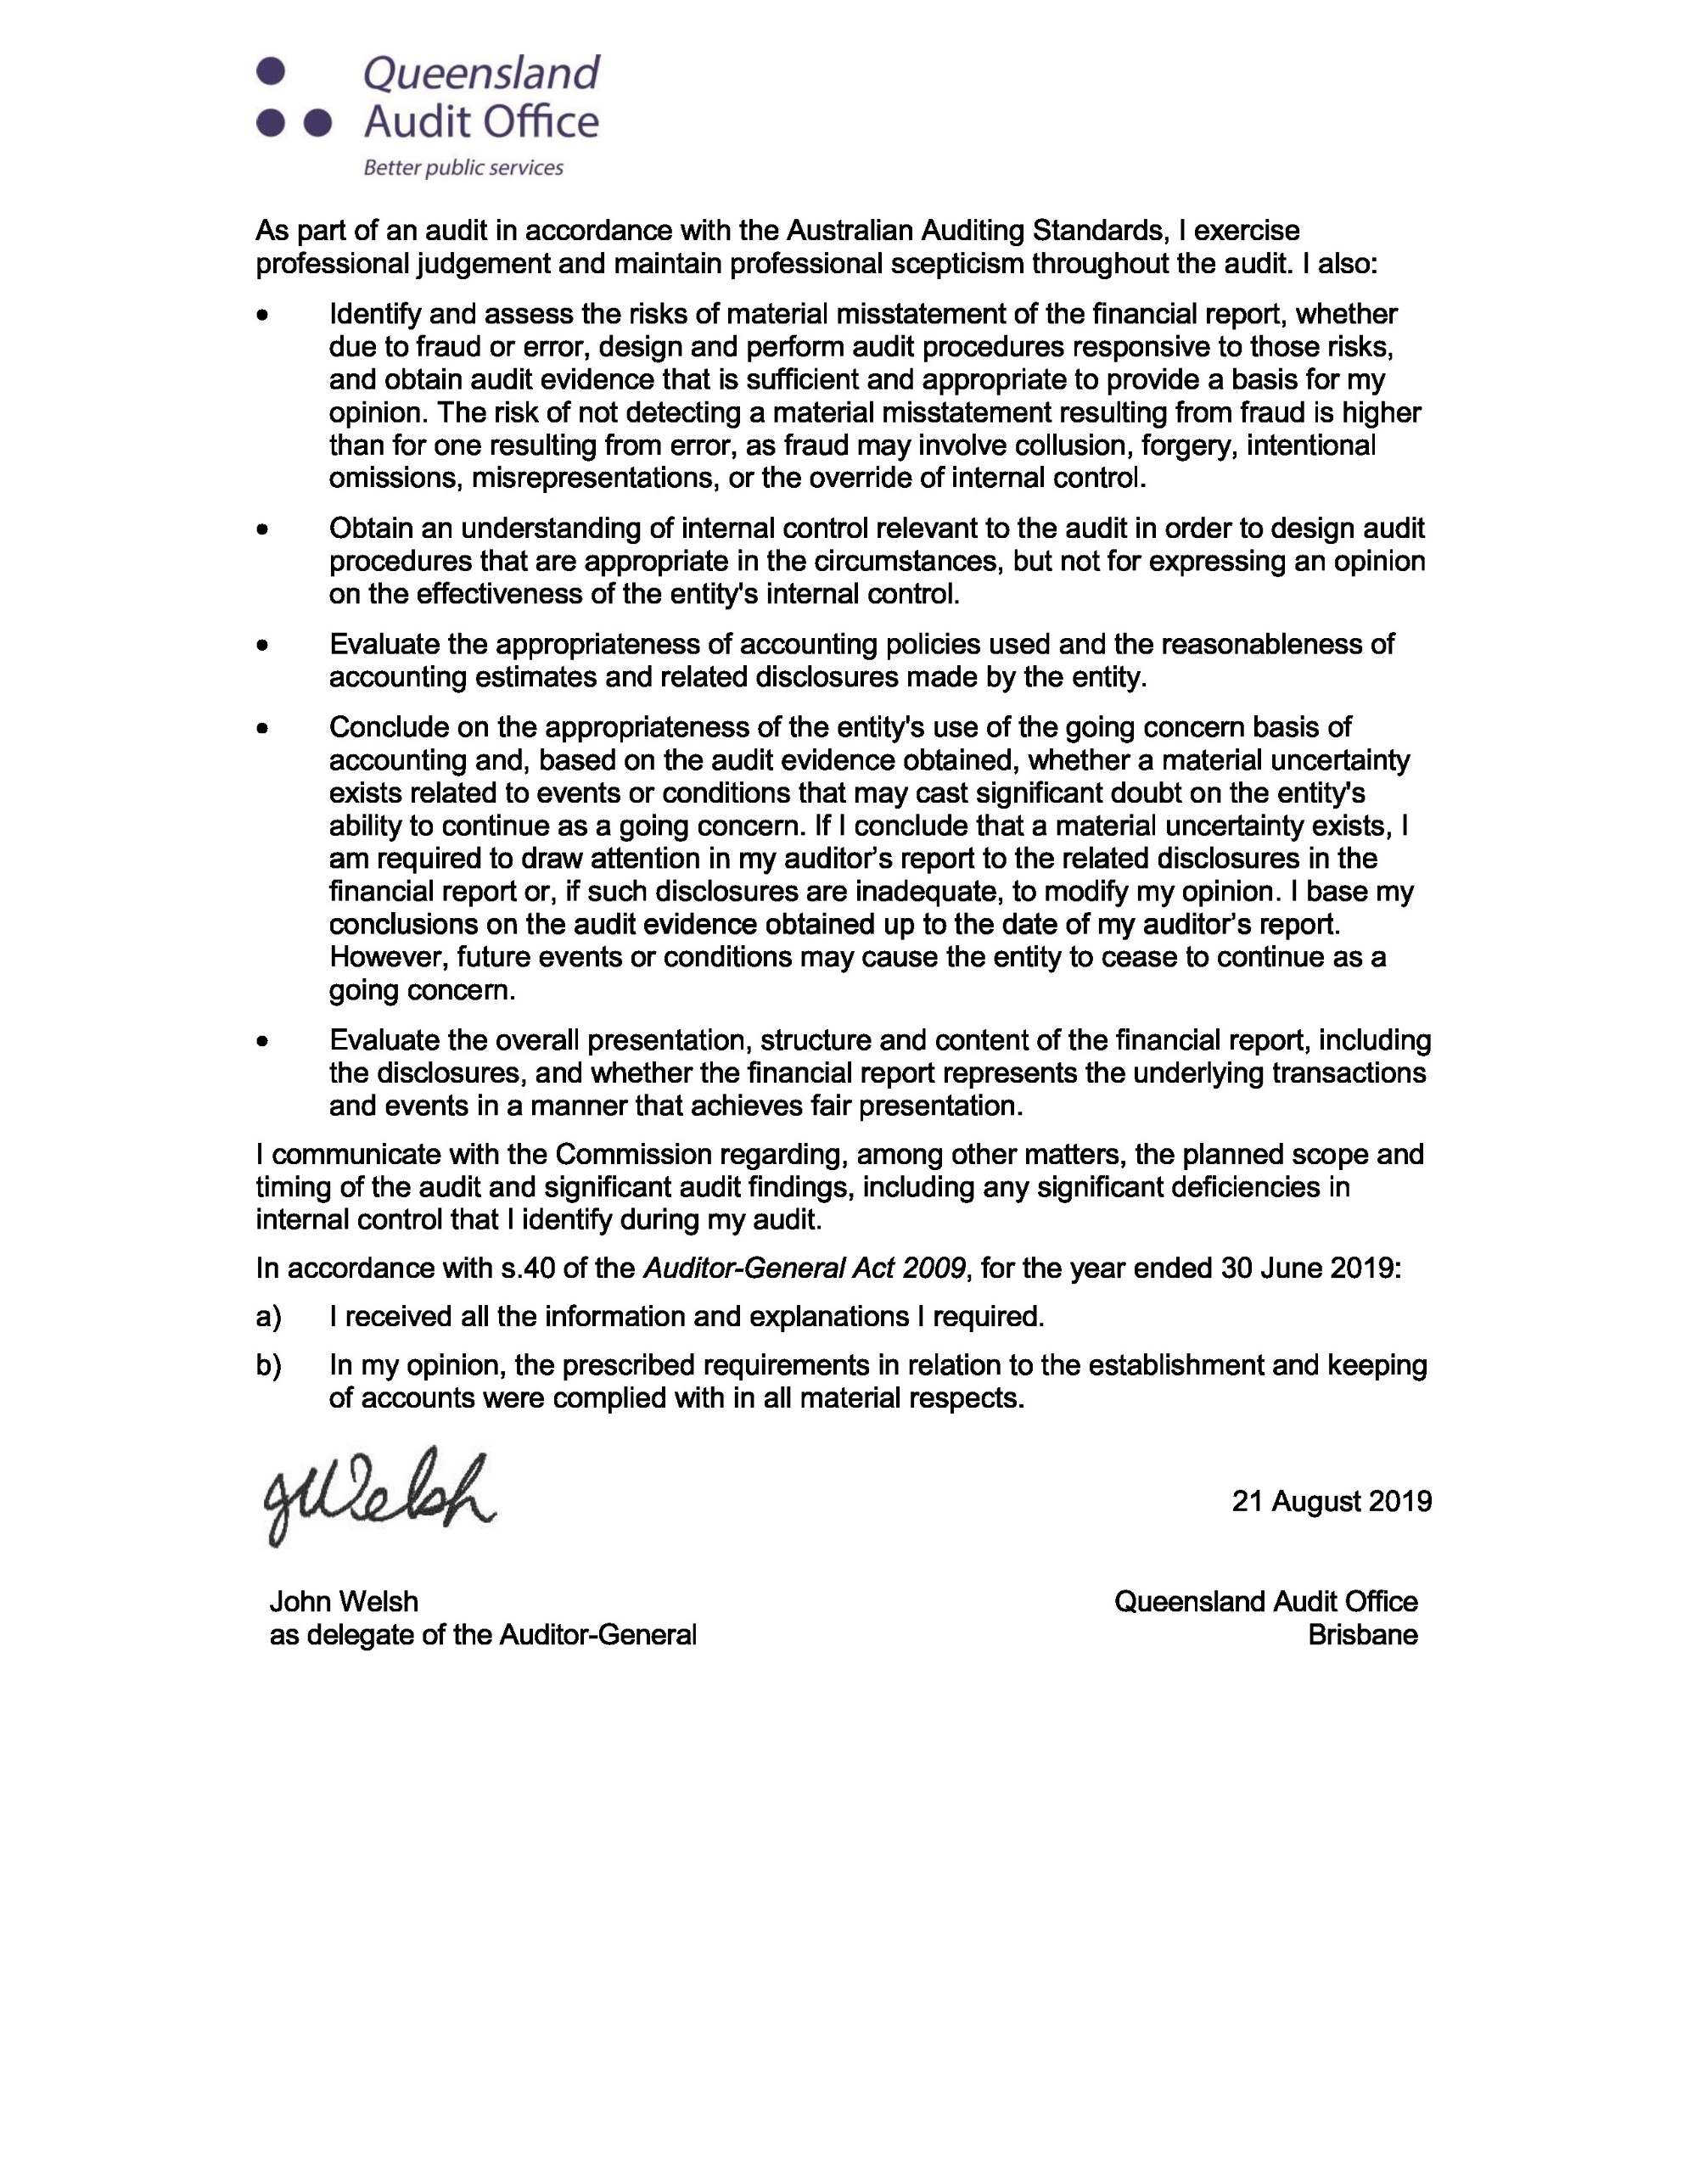 Queensland
Audit Office
Better public services
As part of an audit in accordance with the Australian Auditing Standards, I exercise
professional judgement and maintain professional scepticism throughout the audit. I also:
• Identify and assess the risks of material misstatement of the financial report, whether
due to fraud or error, design and perform audit procedures responsive to those risks,
and obtain audit evidence that is sufficient and appropriate to provide a basis for my
opinion. The risk of not detecting a material misstatement resulting from fraud is higher
than for one resulting from error, as fraud may involve collusion, forgery, intentional
omissions, misrepresentations, or the override of internal control.
• Obtain an understanding of internal control relevant to the audit in order to design audit
procedures that are appropriate in the circumstances, but not for expressing an opinion
on the effectiveness of the entity's internal control.
• Evaluate the appropriateness of accounting policies used and the reasonableness of
accounting estimates and related disclosures made by the entity.
• Conclude on the appropriateness of the entity's use of the going concern basis of
accounting and, based on the audit evidence obtained, whether a material uncertainty
exists related to events or conditions that may cast significant doubt on the entity's
ability to continue as a going concern. If I conclude that a material uncertainty exists, I
am required to draw attention in my auditor's report to the related disclosures in the
financial report or, if such disclosures are inadequate, to modify my opinion. I base my
conclusions on the audit evidence obtained up to the date of my auditor's report.
However, future events or conditions may cause the entity to cease to continue as a
going concern.
• Evaluate the overall presentation, structure and content of the financial report, including
the disclosures, and whether the financial report represents the underlying transactions
and events in a manner that achieves fair presentation.
I communicate with the Commission regarding, among other matters, the planned scope and
timing of the audit and significant audit findings, including any significant deficiencies in
internal control that I identify during my audit.
In accordance with s.40 of the Auditor-General Act 2009, for the year ended 30 June 2019:
a) I received all the information and explanations I required.
b) In my opinion, the prescribed requirements in relation to the establishment and keeping
of accounts were complied with in all material respects.
JWelsh
21 August 2019
John Welsh
as delegate of the Auditor-General
Queensland Audit Office
Brisbane